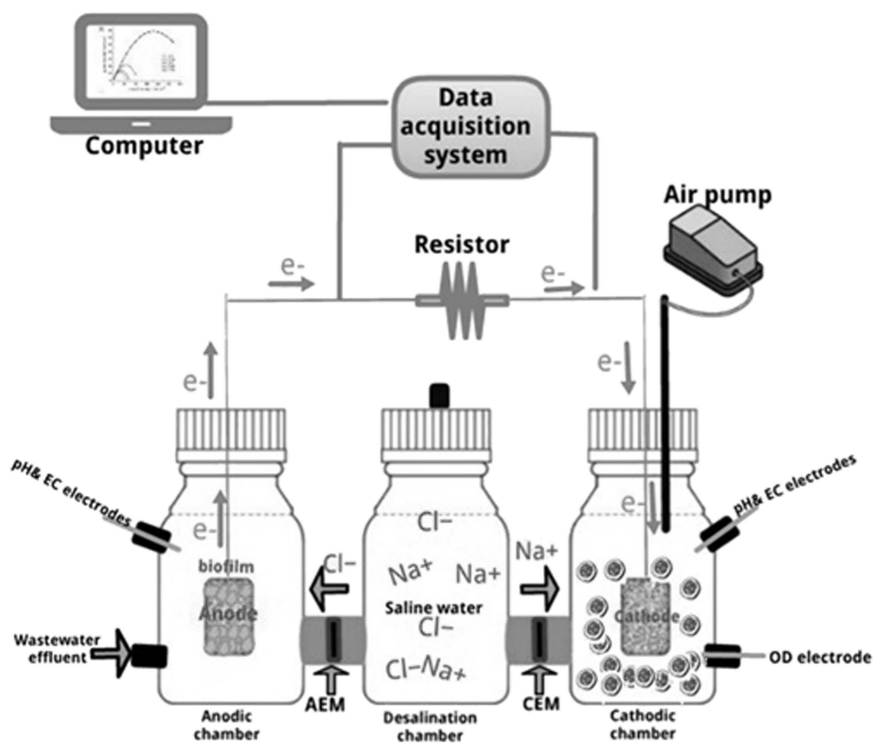 Data
acquisition
system
Computer
Air pump
Resistor
e-
e-
e-
e-
pH& EC electrodes
pH& EC electrodes
e-
e-
Cl−
Cl−
Na+
Na+
Na+
biofilm
Anode
Saline water
Cathode
Cl−
Wastewater
effluent
Cl−Na+
OD electrode
AEM
CEM
Anodic
chamber
Desalination
chamber
Cathodic
chamber